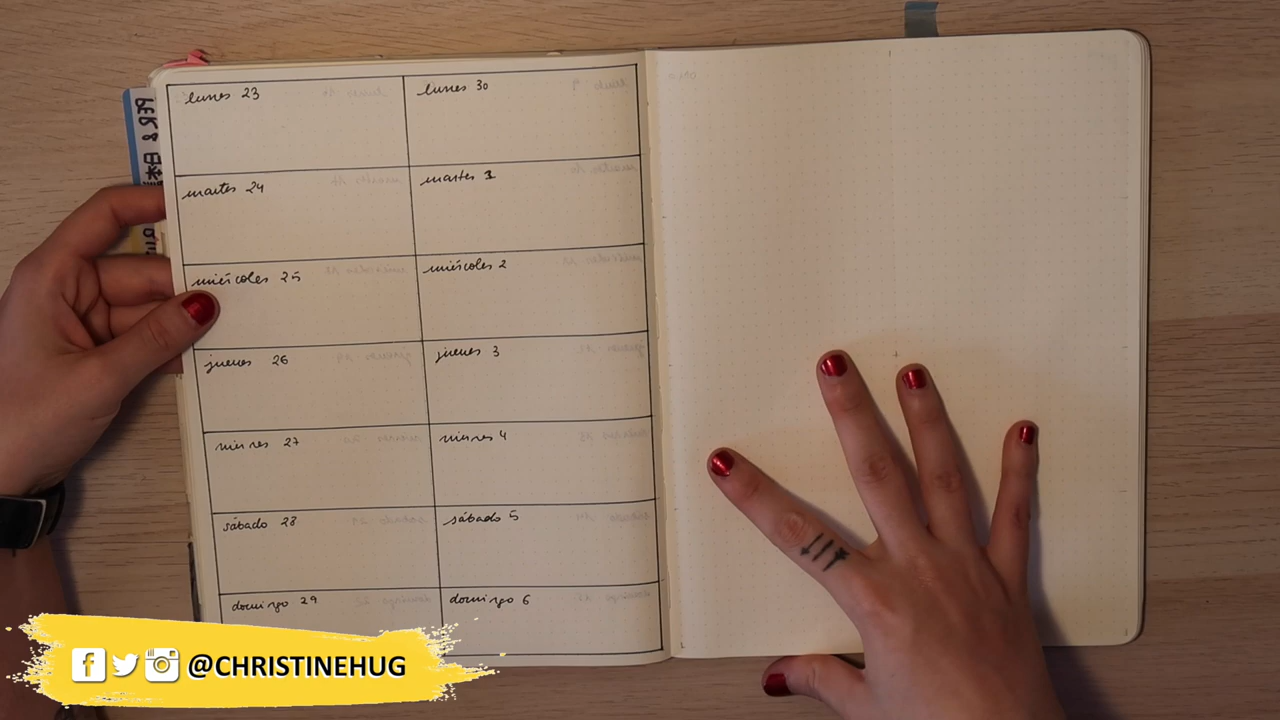 lunes 23
lunes 30
martes 24
martes 1
miércoles 25
miércoles 2
jueves 26
jueves 3
viernes 27
viernes 4
sábado 28
sábado 5
domingo 29
domingo 6
@CHRISTINEHUG